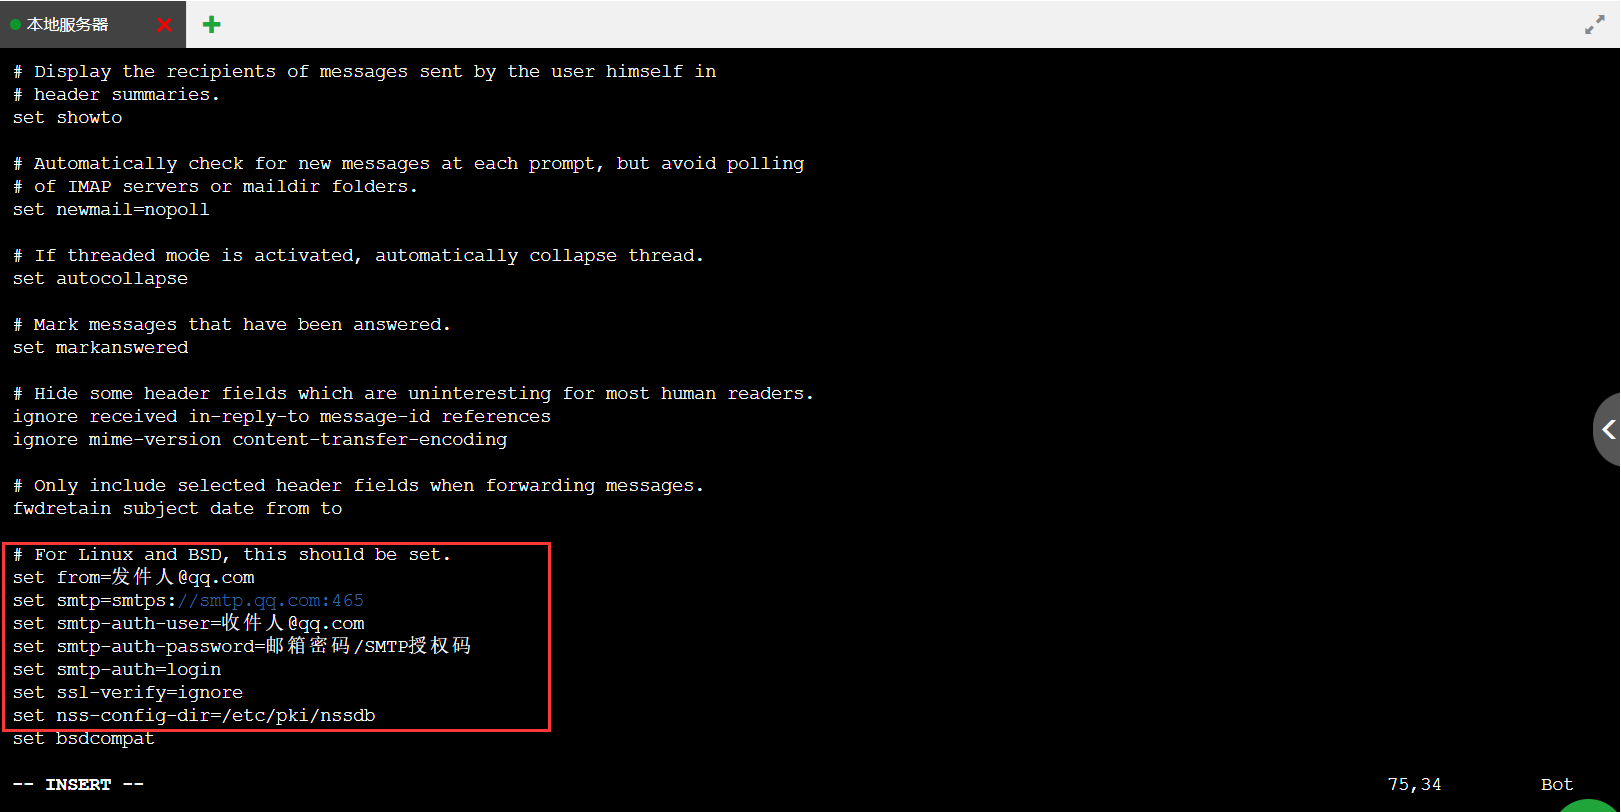 本地服务器
# Display the recipients of messages sent by the user himself in
# header summaries.
set showto
# Automatically check for new messages at each prompt, but avoid polling
# of IMAP servers or maildir folders.
set newmail=nopoll
# If threaded mode is activated, automatically collapse thread.
set autocollapse
# Mark messages that have been answered.
set markanswered
# Hide some header fields which are uninteresting for most human readers.
ignore received in-reply-to message-id references
ignore mime-version content-transfer-encoding
# Only include selected header fields when forwarding messages.
fwdretain subject date from to
# For Linux and BSD, this should be set.
set from=发件人@qq.com
set smtp=smtps://smtp.qq.com:465
set smtp-auth-user=收件人@qq.com
set smtp-auth-password=邮箱密码/SMTP授权码
set smtp-auth=login
set ssl-verify=ignore
set nss-config-dir=/etc/pki/nssdb
set bsdcompat
-- INSERT -- 75,34 Bot